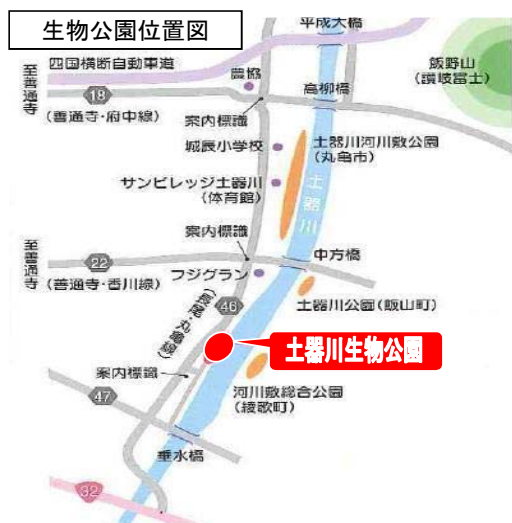 生物公園位置図
平成大橋
四国横断自動車道
飯野山
(讃岐富士)
至善通寺
農協
18
高柳橋
(善通寺・府中線)
案内標識
城辰小学校
土器川河川敷公園
(丸亀市)
サンビレッジ土器川
(体育館)
土器川
案内標識
至善通寺
22
中方橋
(善通寺・香川線)
フジグラン
土器川公園(飯山町)
46
(長尾・丸亀線)
土器川生物公園
案内標識
河川敷総合公園
(綾歌町)
47
垂水橋
32